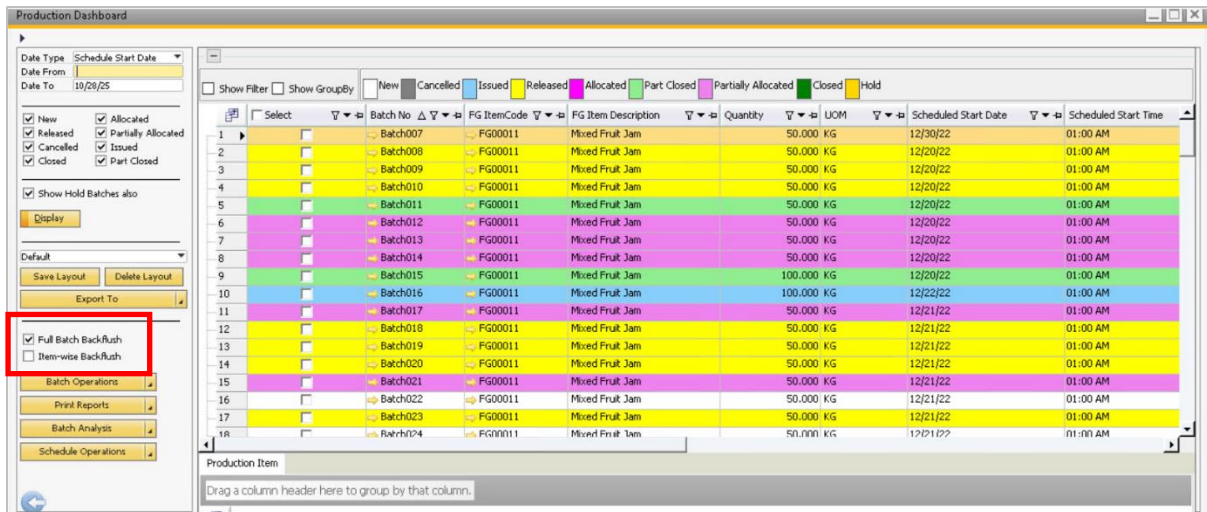 Production Dashboard
Date Type Schedule Start Date
Date From
Date To 10/28/25
New Allocated
Released Partially Allocated
Cancelled Issued
Closed Part Closed
Show Hold Batches also
Display
Default
Save Layout Delete Layout
Export To
Full Batch Backflush
Item-wise Backflush
Batch Operations
Print Reports
Batch Analysis
Schedule Operations
Show Filter Show GroupBy New Cancelled Issued Released Allocated Part Closed Partially Allocated Closed Hold
Select Batch No FG ItemCode FG Item Description Quantity UOM Scheduled Start Date Scheduled Start Time
1 Batch007 FG00011 Mixed Fruit Jam 50.000 KG 12/30/22 01:00 AM
2 Batch008 FG00011 Mixed Fruit Jam 50.000 KG 12/20/22 01:00 AM
3 Batch009 FG00011 Mixed Fruit Jam 50.000 KG 12/20/22 01:00 AM
4 Batch010 FG00011 Mixed Fruit Jam 50.000 KG 12/20/22 01:00 AM
5 Batch011 FG00011 Mixed Fruit Jam 50.000 KG 12/20/22 01:00 AM
6 Batch012 FG00011 Mixed Fruit Jam 50.000 KG 12/20/22 01:00 AM
7 Batch013 FG00011 Mixed Fruit Jam 50.000 KG 12/20/22 01:00 AM
8 Batch014 FG00011 Mixed Fruit Jam 50.000 KG 12/20/22 01:00 AM
9 Batch015 FG00011 Mixed Fruit Jam 100.000 KG 12/20/22 01:00 AM
10 Batch016 FG00011 Mixed Fruit Jam 100.000 KG 12/22/22 01:00 AM
11 Batch017 FG00011 Mixed Fruit Jam 50.000 KG 12/21/22 01:00 AM
12 Batch018 FG00011 Mixed Fruit Jam 50.000 KG 12/21/22 01:00 AM
13 Batch019 FG00011 Mixed Fruit Jam 50.000 KG 12/21/22 01:00 AM
14 Batch020 FG00011 Mixed Fruit Jam 50.000 KG 12/21/22 01:00 AM
15 Batch021 FG00011 Mixed Fruit Jam 50.000 KG 12/21/22 01:00 AM
16 Batch022 FG00011 Mixed Fruit Jam 50.000 KG 12/21/22 01:00 AM
17 Batch023 FG00011 Mixed Fruit Jam 50.000 KG 12/21/22 01:00 AM
18 Batch024 FG00011 Mixed Fruit Jam 50.000 KG 12/21/22 01:00 AM
Production Item
Drag a column header here to group by that column.